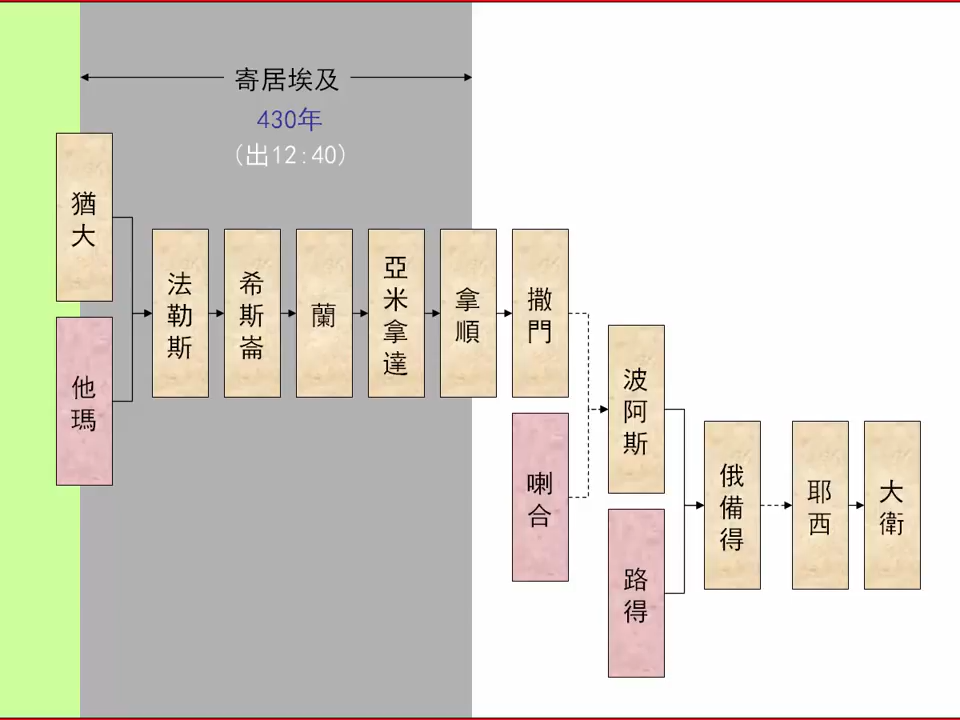 寄居埃及
430年
(出12:40)
猶大
他瑪
法勒斯
希斯崙
蘭
亞米拿達
拿順
撒門
喇合
波阿斯
路得
俄備得
耶西
大衛